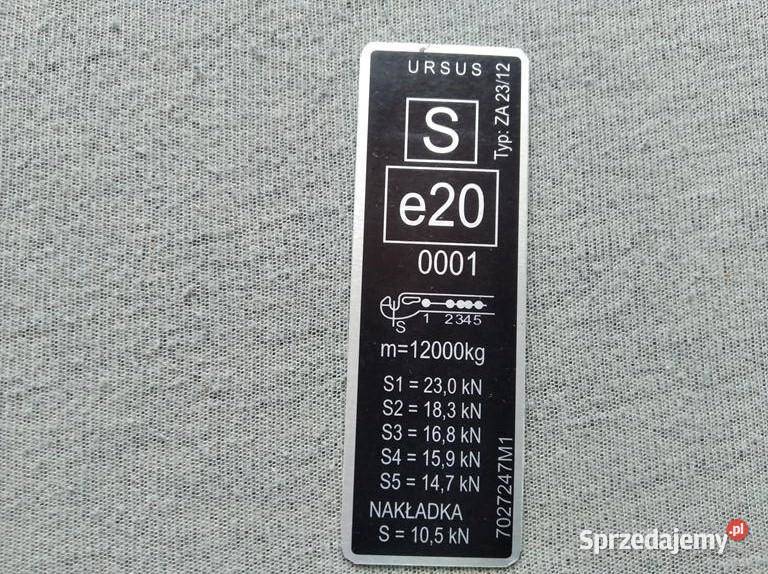 URSUS
Typ: ZA 23/12
S
e20
0001
S 1 2345
m=12000kg
S1 = 23,0 kN
S2 = 18,3 kN
S3 = 16,8 kN
S4 = 15,9 kN
S5 = 14,7 kN
NAKŁADKA
S = 10,5 kN
7027247M1
Sprzedajemy.pl